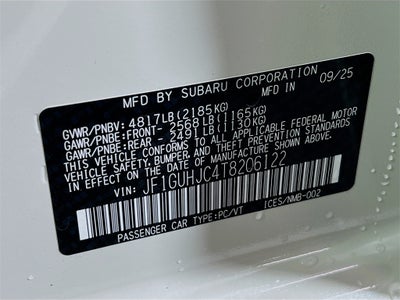 MFD BY SUBARU CORPORATION
MFD IN 09/25
GVWR/PNBV: 4817LB(2185KG)
GAWR/PNBE:FRONT- 2568LB(1165KG)
GAWR/PNBE:REAR - 2491LB(1130KG)
THIS VEHICLE CONFORMS TO ALL APPLICABLE FEDERAL MOTOR
VEHICLE SAFETY, BUMPER, AND THEFT PREVENTION STANDARDS
IN EFFECT ON THE DATE OF MANUFACTURE SHOWN ABOVE.
VIN: JF1GUHJC4T8206122
PASSENGER CAR TYPE:PC/VT ICES/NMB-002